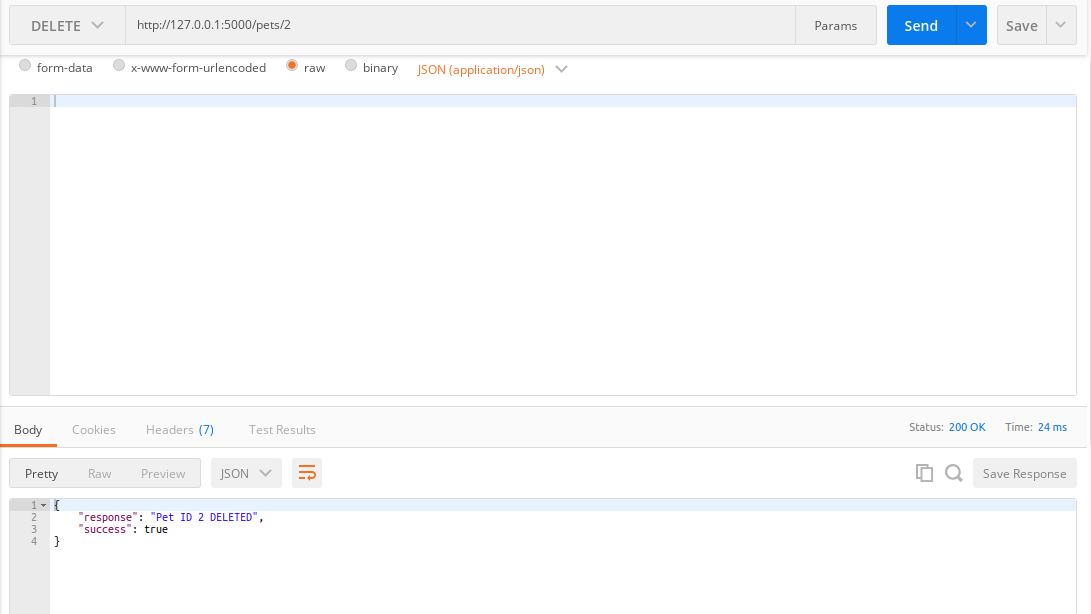 DELETE http://127.0.0.1:5000/pets/2 Params Send Save
form-data x-www-form-urlencoded raw binary JSON (application/json)
1
Body Cookies Headers (7) Test Results Status: 200 OK Time: 24 ms
Pretty Raw Preview JSON Save Response
1 {
2 "response": "Pet ID 2 DELETED",
3 "success": true
4 }